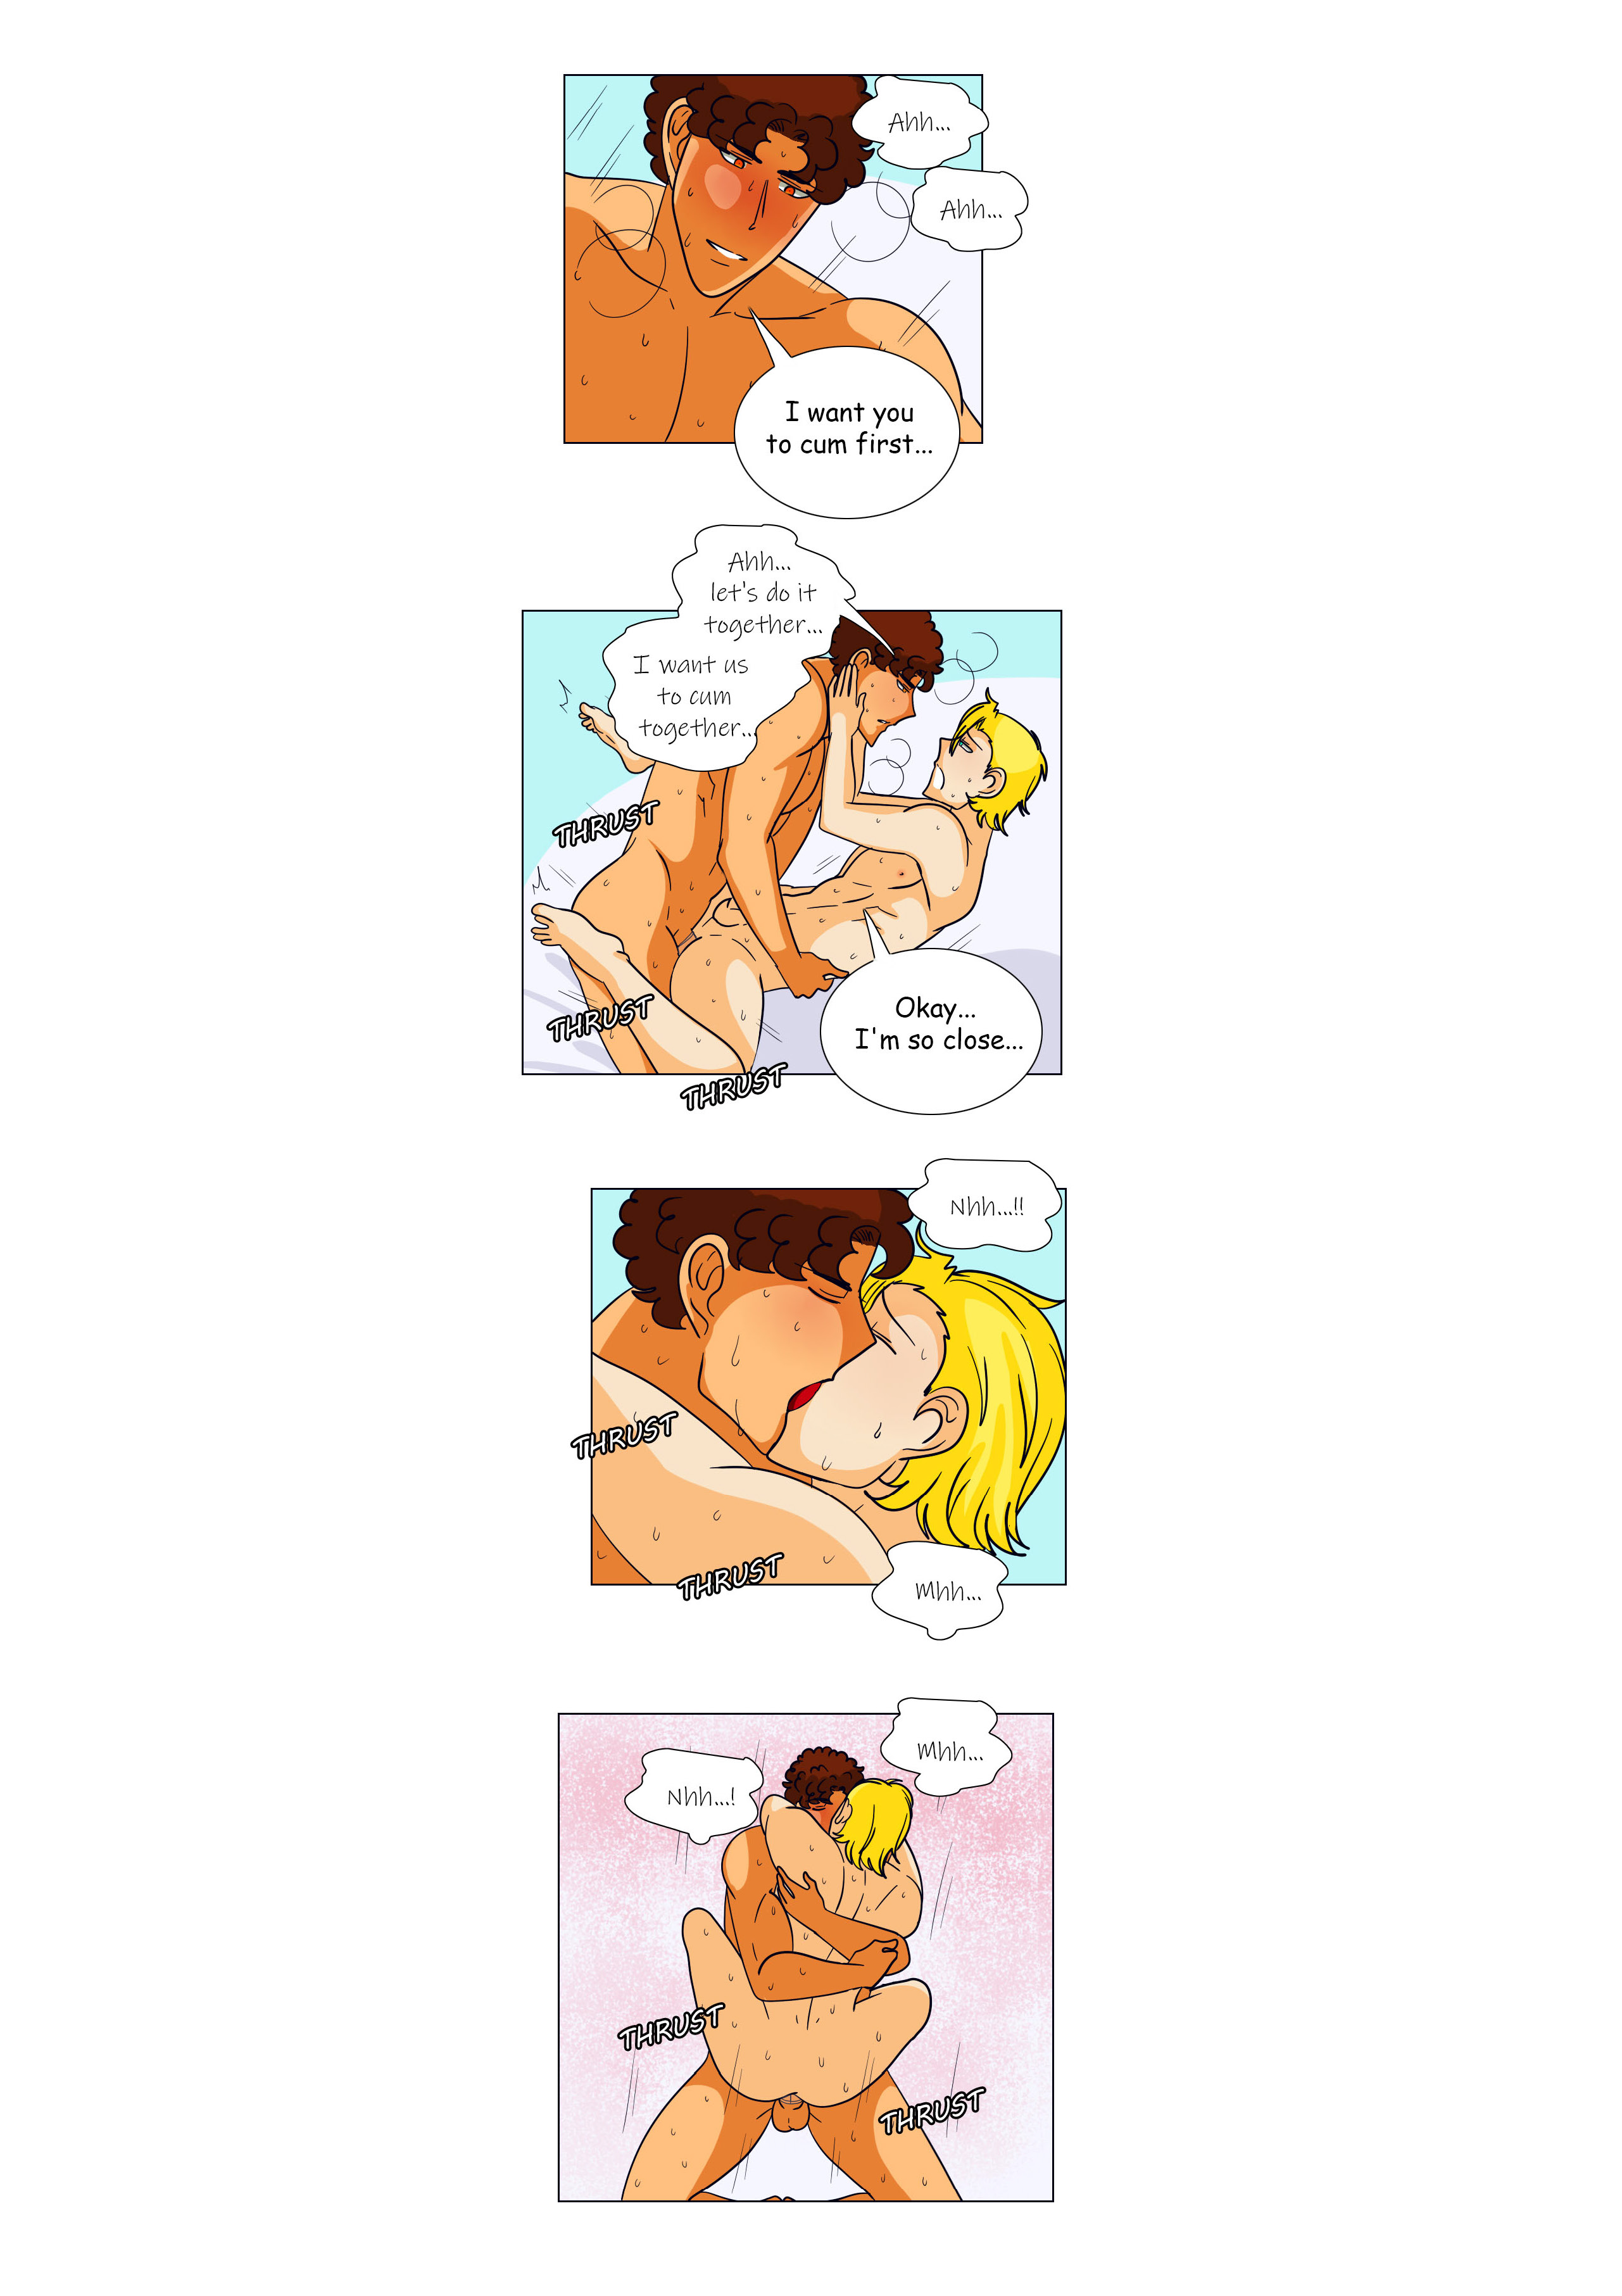 Ahh...
Ahh...
I want you
to cum first...
Ahh...
let's do it
together...
I want us
to cum
together...
THRUST
THRUST
Okay...
I'm so close...
THRUST
Nhh...!!
THRUST
THRUST
Mhh...
Mhh...
Nhh...!
THRUST
THRUST